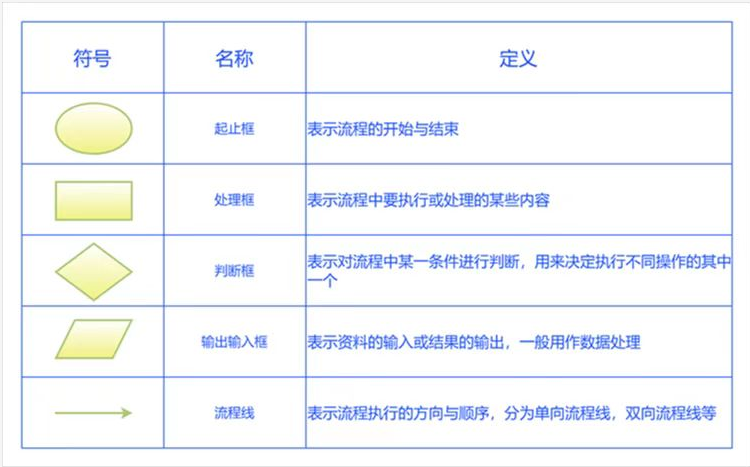 符号 名称 定义
起止框 表示流程的开始与结束
处理框 表示流程中要执行或处理的某些内容
判断框 表示对流程中某一条件进行判断，用来决定执行不同操作的其中
一个
输出输入框 表示资料的输入或结果的输出，一般用作数据处理
流程线 表示流程执行的方向与顺序，分为单向流程线，双向流程线等